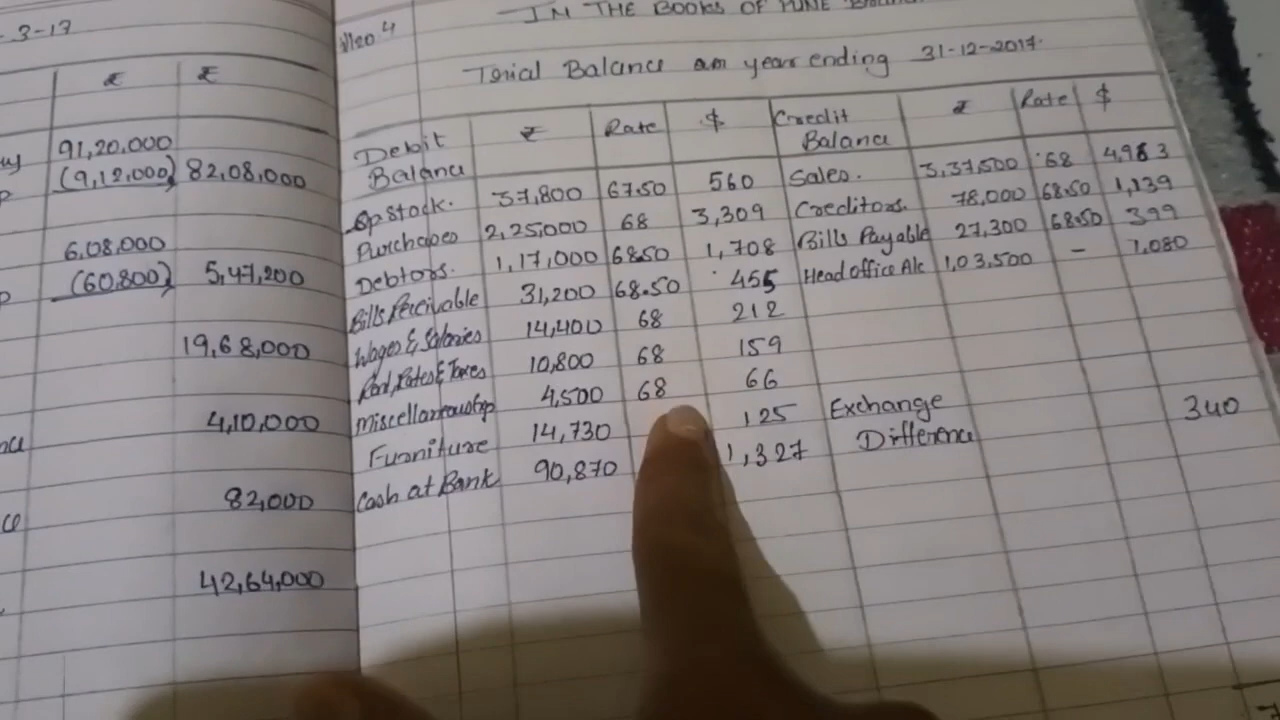 -3-17
₹ ₹
91,20,000
(9,12,000) 82,08,000
6,08,000
(60,800) 5,47,200
19,68,000
4,10,000
82,000
42,64,000
IN THE BOOKS OF PUNE
Trial Balance am year ending 31-12-2017.
Debit Balance ₹ Rate $ Credit Balance ₹ Rate $
Op Stock. 37,800 67.50 560 Sales. 3,37,500 68 4,963
Purchases 2,25,000 68 3,309 Creditors. 78,000 68.50 1,139
Debtors. 1,17,000 68.50 1,708 Bills Payable 27,300 68.50 399
Bills Receivable 31,200 68.50 455 Head office A/c 1,03,500 - 7,080
Wages & Salaries 14,400 68 212
Rent, Rates & Taxes 10,800 68 159
Miscellaneous Exp 4,500 68 66
Furniture 14,730 125 Exchange Difference 340
Cash at Bank 90,870 1,327